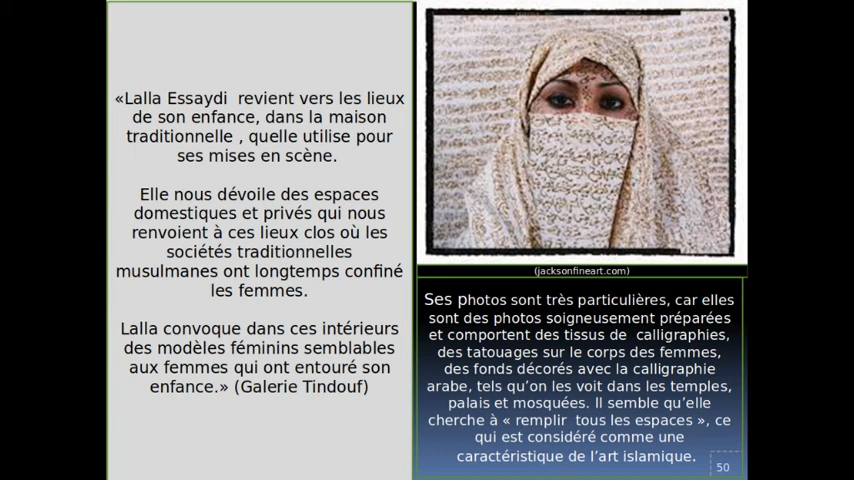 «Lalla Essaydi  revient vers les lieux
de son enfance, dans la maison
traditionnelle , quelle utilise pour
ses mises en scène.
Elle nous dévoile des espaces
domestiques et privés qui nous
renvoient à ces lieux clos où les
sociétés traditionnelles
musulmanes ont longtemps confiné
les femmes.
Lalla convoque dans ces intérieurs
des modèles féminins semblables
aux femmes qui ont entouré son
enfance.» (Galerie Tindouf)
(jacksonfineart.com)
Ses photos sont très particulières, car elles
sont des photos soigneusement préparées
et comportent des tissus de  calligraphies,
des tatouages sur le corps des femmes,
des fonds décorés avec la calligraphie
arabe, tels qu’on les voit dans les temples,
palais et mosquées. Il semble qu’elle
cherche à « remplir  tous les espaces », ce
qui est considéré comme une
caractéristique de l’art islamique.
50